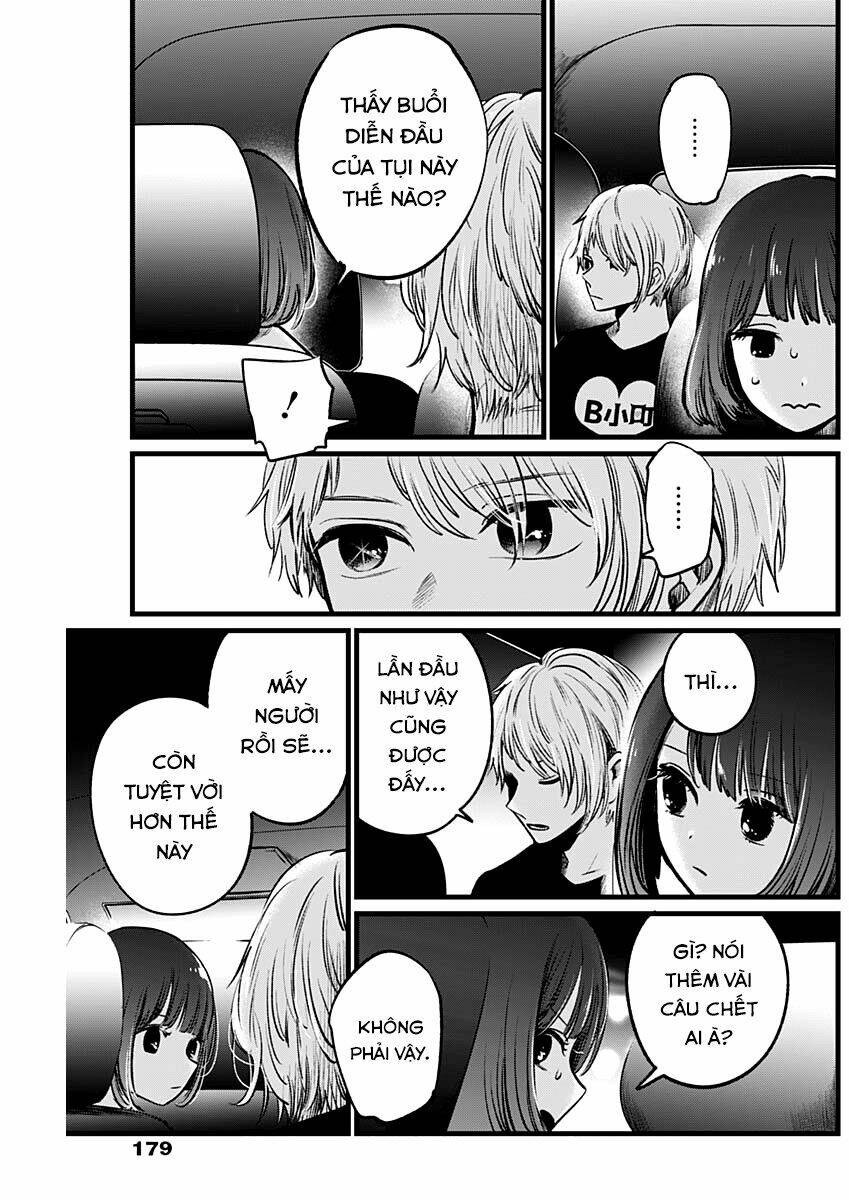 ......
B小町
THẤY BUỔI
DIỄN ĐẦU
CỦA TỤI NÀY
THẾ NÀO?
!
......
THÌ...
LẦN ĐẦU
NHƯ VẬY
CŨNG
ĐƯỢC
ĐẤY...
MẤY
NGƯỜI
RỒI SẼ...
CÒN
TUYỆT VỜI
HƠN THẾ
NÀY
GÌ? NÓI
THÊM VÀI
CÂU CHẾT
AI À?
KHÔNG
PHẢI VẬY.
179